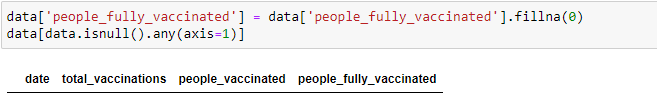 data['people_fully_vaccinated'] = data['people_fully_vaccinated'].fillna(0)
data[data.isnull().any(axis=1)]
date total_vaccinations people_vaccinated people_fully_vaccinated